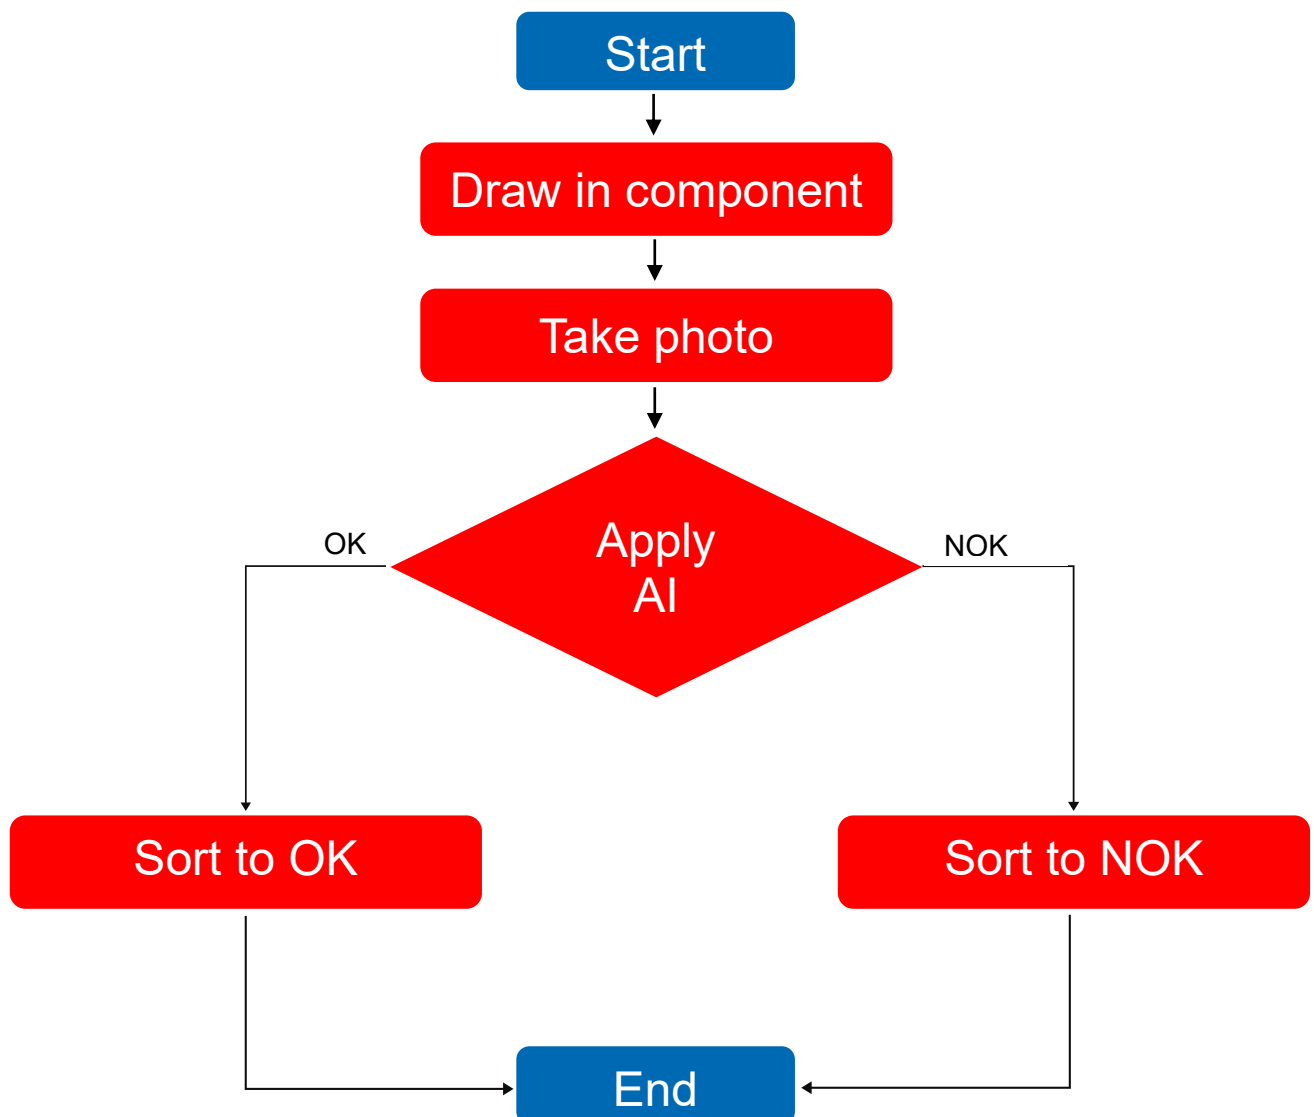 Start
Draw in component
Take photo
Apply
AI
OK
NOK
Sort to OK
Sort to NOK
End